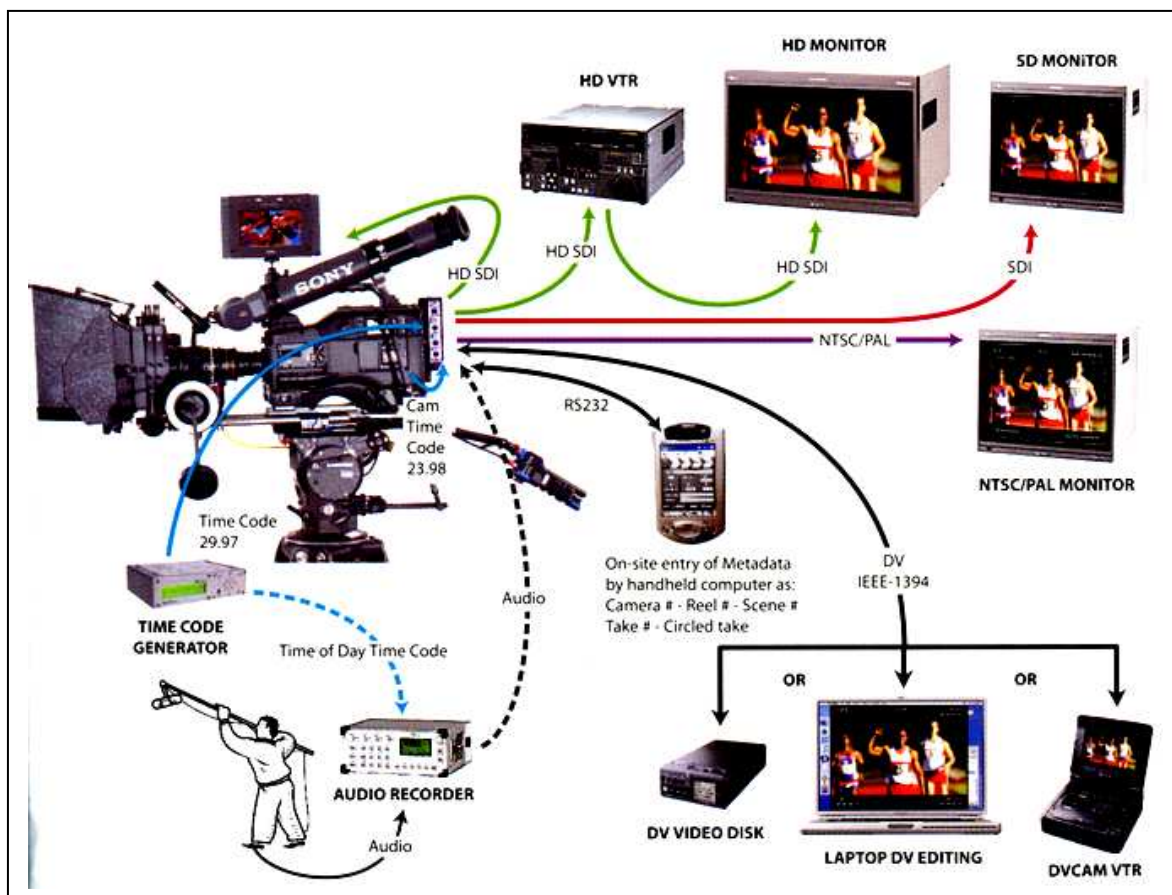 HD MONITOR
SD MONiTOR
HD VTR
SONY
HD SDI
HD SDI
HD SDI
SDI
NTSC/PAL
RS232
Cam
Time
Code
23.98
NTSC/PAL MONITOR
Time Code
29.97
On-site entry of Metadata
by handheld computer as:
Camera # - Reel # - Scene #
Take # - Circled take
DV
IEEE-1394
Audio
TIME CODE
GENERATOR
Time of Day Time Code
OR
OR
AUDIO RECORDER
Audio
DV VIDEO DISK
LAPTOP DV EDITING
DVCAM VTR